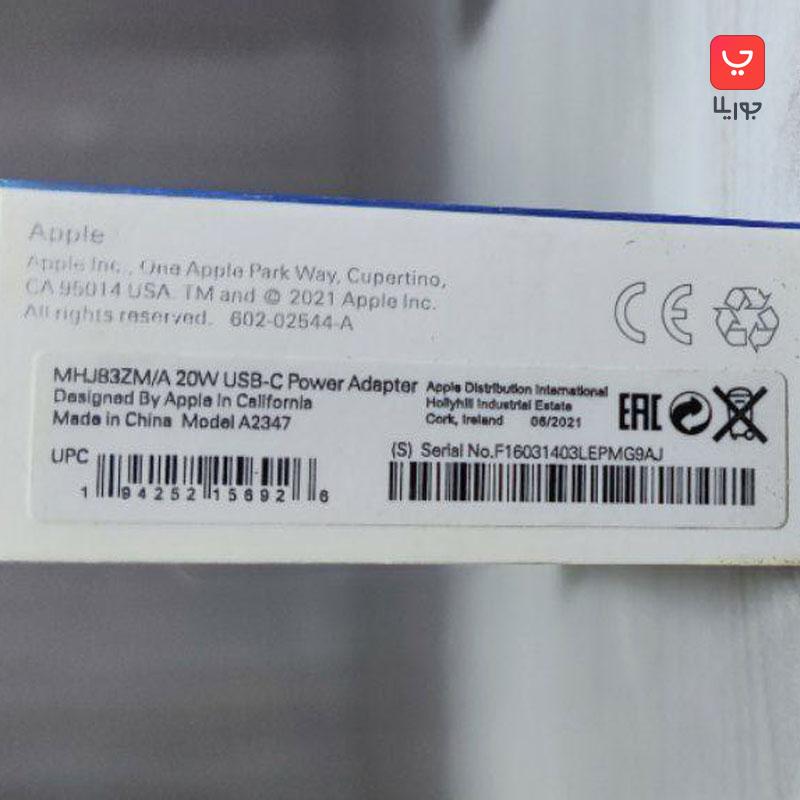 جوریلا
Apple
Apple Inc., One Apple Park Way, Cupertino,
CA 95014 USA. TM and © 2021 Apple Inc.
All rights reserved. 602-02544-A
CE
MHJ83ZM/A 20W USB-C Power Adapter
Designed By Apple In California
Made in China Model A2347
Apple Distribution International
Hollyhill Industrial Estate
Cork, Ireland 06/2021
EAC
UPC
1 94252 15692 6
(S) Serial No.F16031403LEPMG9AJ